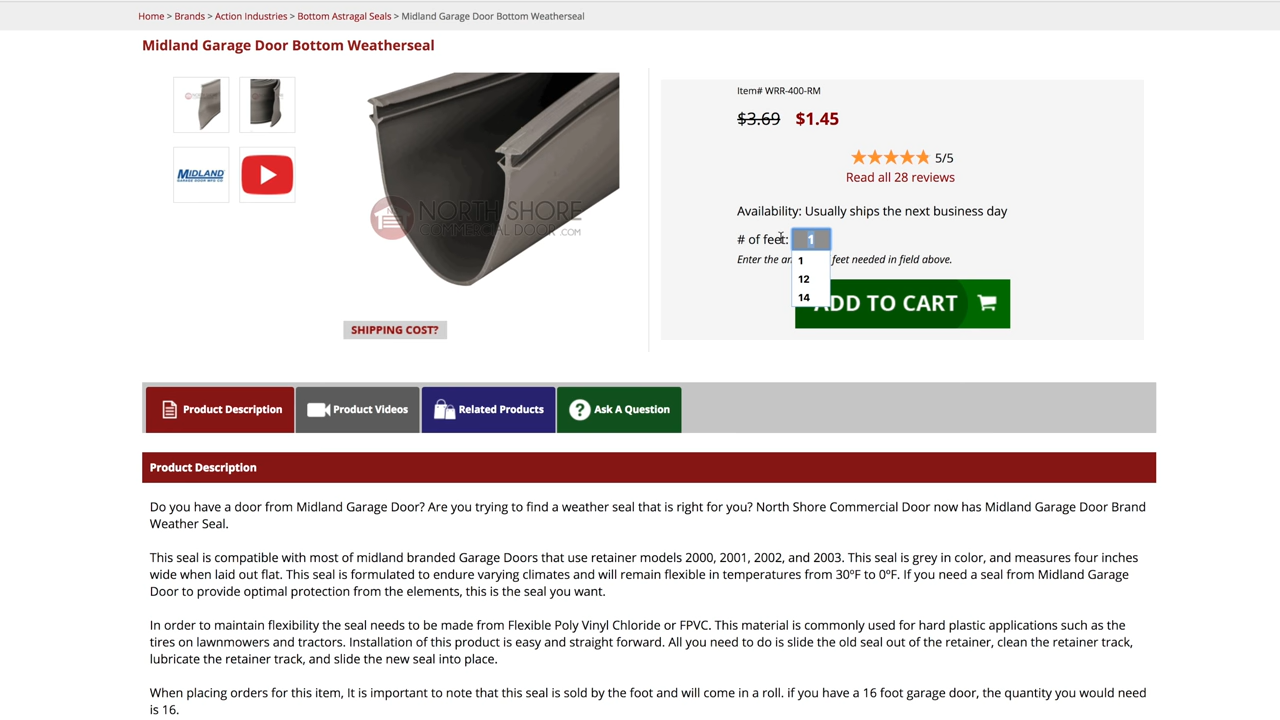 Home > Brands > Action Industries > Bottom Astragal Seals > Midland Garage Door Bottom Weatherseal
Midland Garage Door Bottom Weatherseal
MIDLAND
NORTH SHORE
COMMERCIAL DOOR .COM
SHIPPING COST?
Item# WRR-400-RM
$3.69 $1.45
5/5
Read all 28 reviews
Availability: Usually ships the next business day
# of feet: 1
Enter the feet needed in field above.
1
12
14
ADD TO CART
Product Description
Product Videos
Related Products
Ask A Question
Product Description
Do you have a door from Midland Garage Door? Are you trying to find a weather seal that is right for you? North Shore Commercial Door now has Midland Garage Door Brand
Weather Seal.
This seal is compatible with most of midland branded Garage Doors that use retainer models 2000, 2001, 2002, and 2003. This seal is grey in color, and measures four inches
wide when laid out flat. This seal is formulated to endure varying climates and will remain flexible in temperatures from 30ºF to 0ºF. If you need a seal from Midland Garage
Door to provide optimal protection from the elements, this is the seal you want.
In order to maintain flexibility the seal needs to be made from Flexible Poly Vinyl Chloride or FPVC. This material is commonly used for hard plastic applications such as the
tires on lawnmowers and tractors. Installation of this product is easy and straight forward. All you need to do is slide the old seal out of the retainer, clean the retainer track,
lubricate the retainer track, and slide the new seal into place.
When placing orders for this item, It is important to note that this seal is sold by the foot and will come in a roll. if you have a 16 foot garage door, the quantity you would need
is 16.